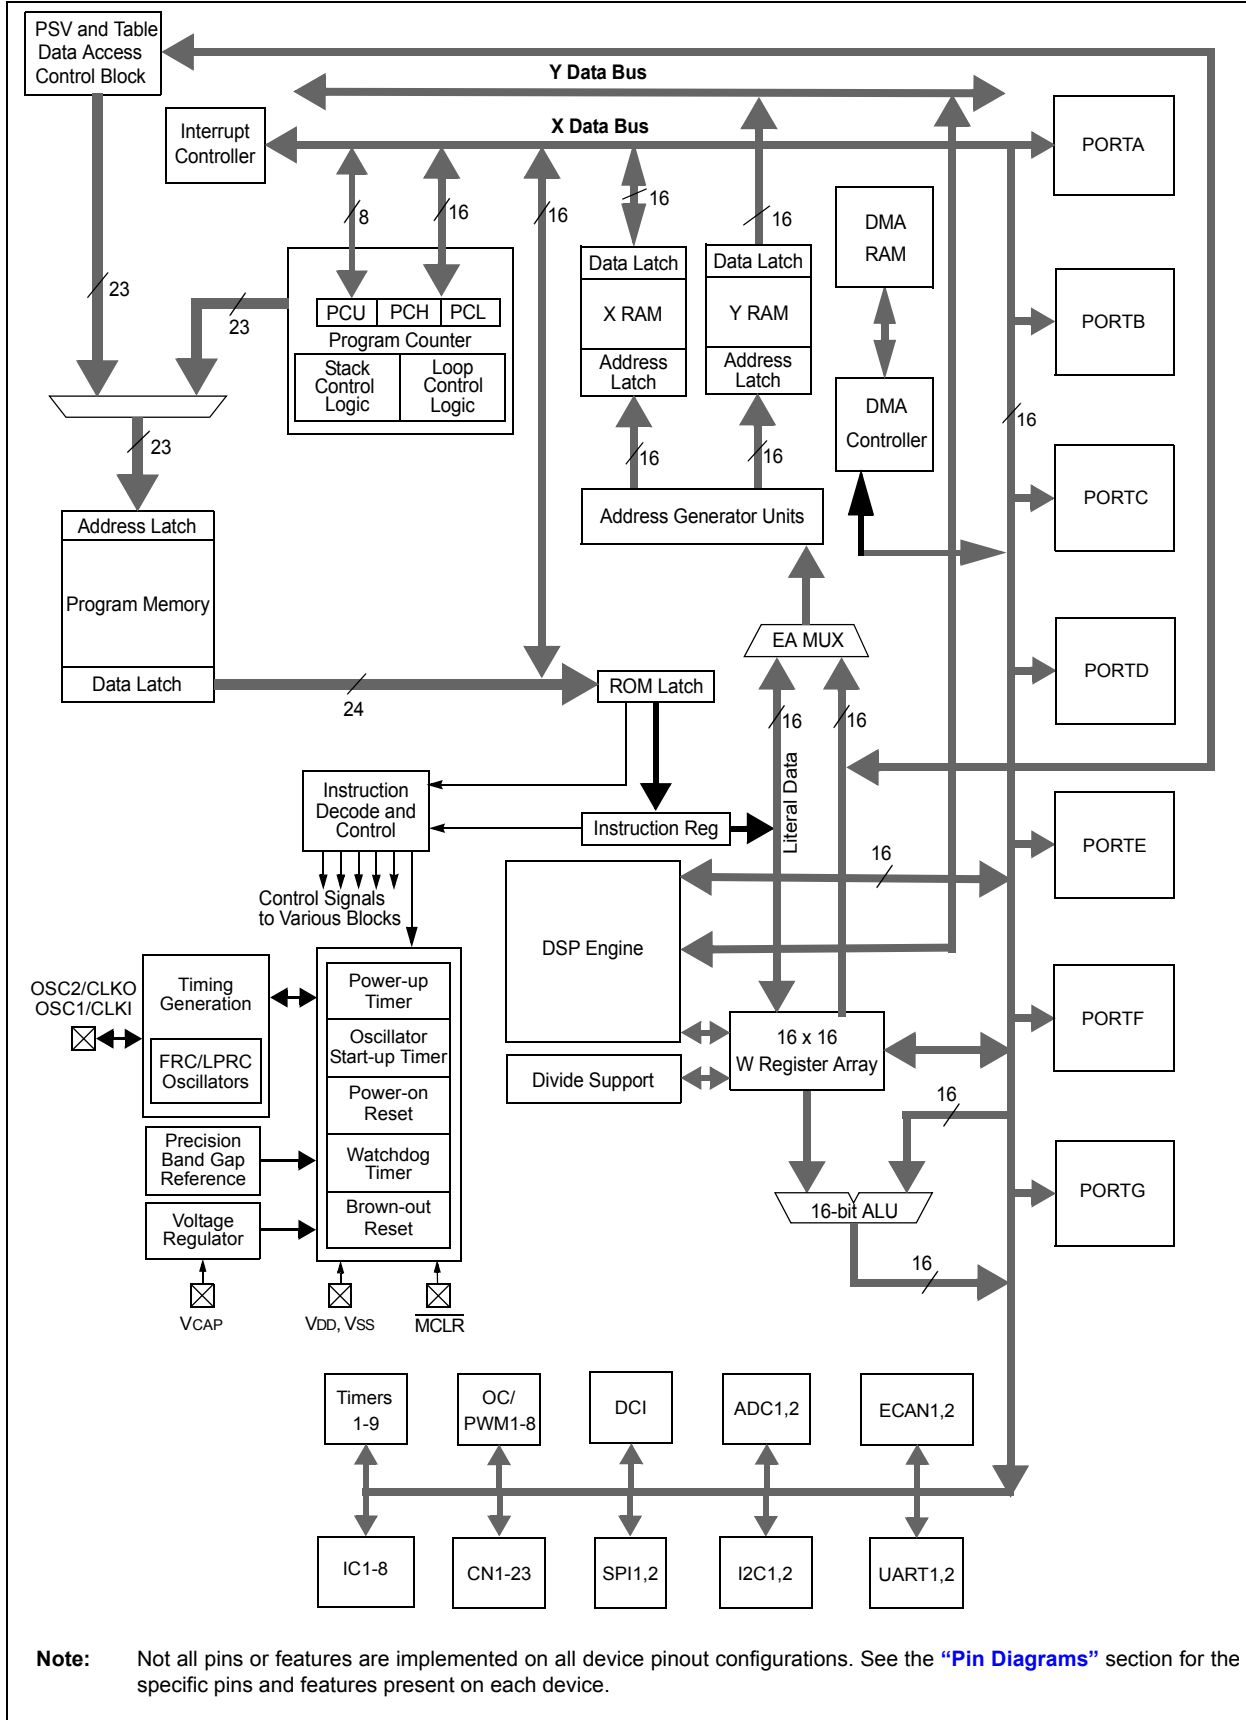 PSV and Table
Data Access
Control Block
Y Data Bus
Interrupt
Controller
X Data Bus
PORTA
8
16
16
16
16
DMA
RAM
23
23
Data Latch
X RAM
Address
Latch
Data Latch
Y RAM
Address
Latch
PCU
PCH
PCL
Program Counter
Stack
Control
Logic
Loop
Control
Logic
PORTB
DMA
Controller
16
23
16
16
PORTC
Address Latch
Program Memory
Data Latch
Address Generator Units
EA MUX
PORTD
24
ROM Latch
16
16
Literal Data
Instruction
Decode and
Control
Instruction Reg
PORTE
16
Control Signals
to Various Blocks
DSP Engine
OSC2/CLKO
OSC1/CLKI
Timing
Generation
FRC/LPRC
Oscillators
Power-up
Timer
Oscillator
Start-up Timer
Power-on
Reset
Watchdog
Timer
Brown-out
Reset
PORTF
16 x 16
W Register Array
Divide Support
16
Precision
Band Gap
Reference
Voltage
Regulator
16-bit ALU
PORTG
16
VCAP
VDD, VSS
MCLR
Timers
1-9
OC/
PWM1-8
DCI
ADC1,2
ECAN1,2
IC1-8
CN1-23
SPI1,2
I2C1,2
UART1,2
Note: Not all pins or features are implemented on all device pinout configurations. See the “Pin Diagrams” section for the
specific pins and features present on each device.